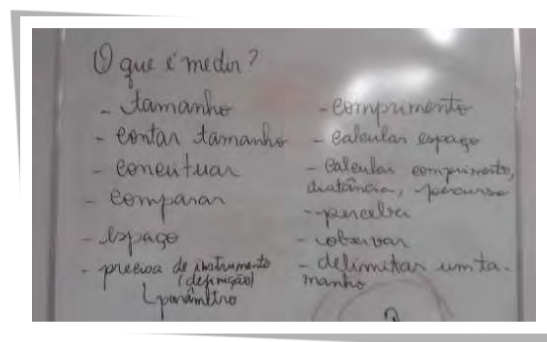 O que é medir?
- tamanho
- contar tamanho
- conceituar
- comparar
- espaço
- precisa de instrumento
(definição)
parâmetro
- comprimento
- calcular espaço
- calcular comprimento,
distância, percurso
- perceber
- observar
- delimitar um ta-
manho